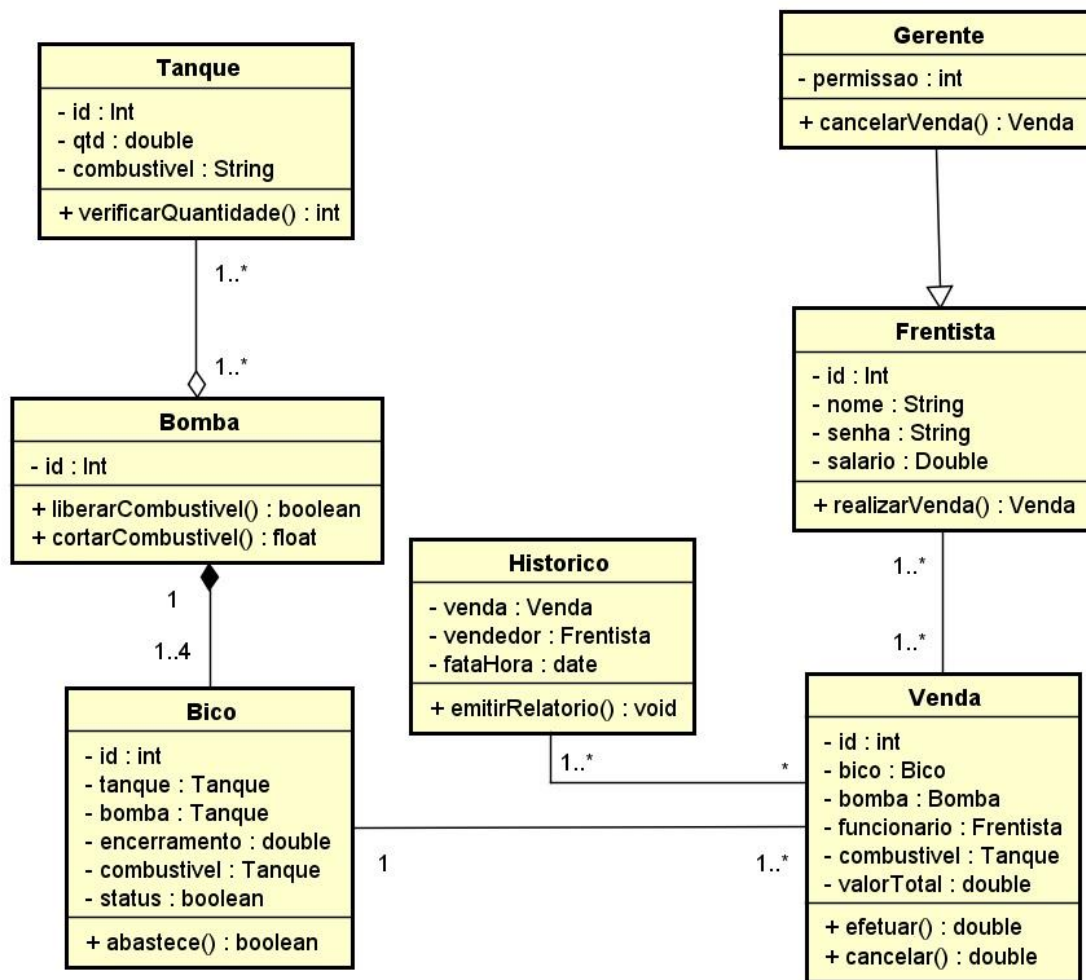 Tanque
- id : Int
- qtd : double
- combustivel : String
+ verificarQuantidade() : int
1..*
1..*
Bomba
- id : Int
+ liberarCombustivel() : boolean
+ cortarCombustivel() : float
1
1..4
Bico
- id : int
- tanque : Tanque
- bomba : Tanque
- encerramento : double
- combustivel : Tanque
- status : boolean
+ abastece() : boolean
1
1..*
Historico
- venda : Venda
- vendedor : Frentista
- fataHora : date
+ emitirRelatorio() : void
1..*
*
Gerente
- permissao : int
+ cancelarVenda() : Venda
Frentista
- id : Int
- nome : String
- senha : String
- salario : Double
+ realizarVenda() : Venda
1..*
1..*
Venda
- id : int
- bico : Bico
- bomba : Bomba
- funcionario : Frentista
- combustivel : Tanque
- valorTotal : double
+ efetuar() : double
+ cancelar() : double